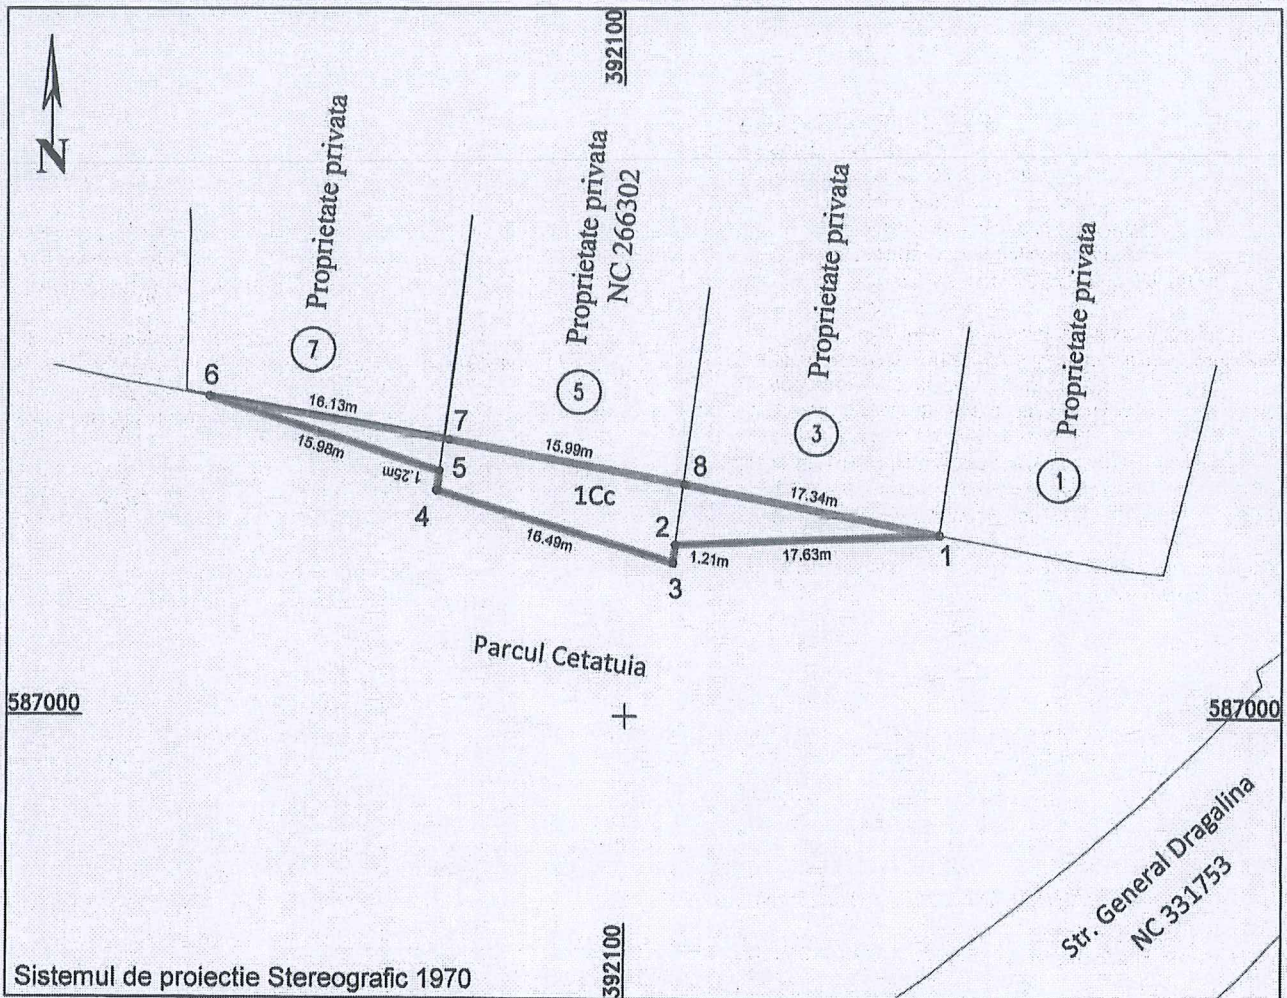 392100
N
Proprietate privata
Proprietate privata
NC 266302
Proprietate privata
Proprietate privata
7
5
3
1
6
16.13m
7
15.99m
8
17.34m
15.98m
1.25m
5
4
1Cc
16.49m
2
1.21m
17.63m
1
3
Parcul Cetatuia
587000
587000
Str. General Dragalina
NC 331753
392100
Sistemul de proiectie Stereografic 1970